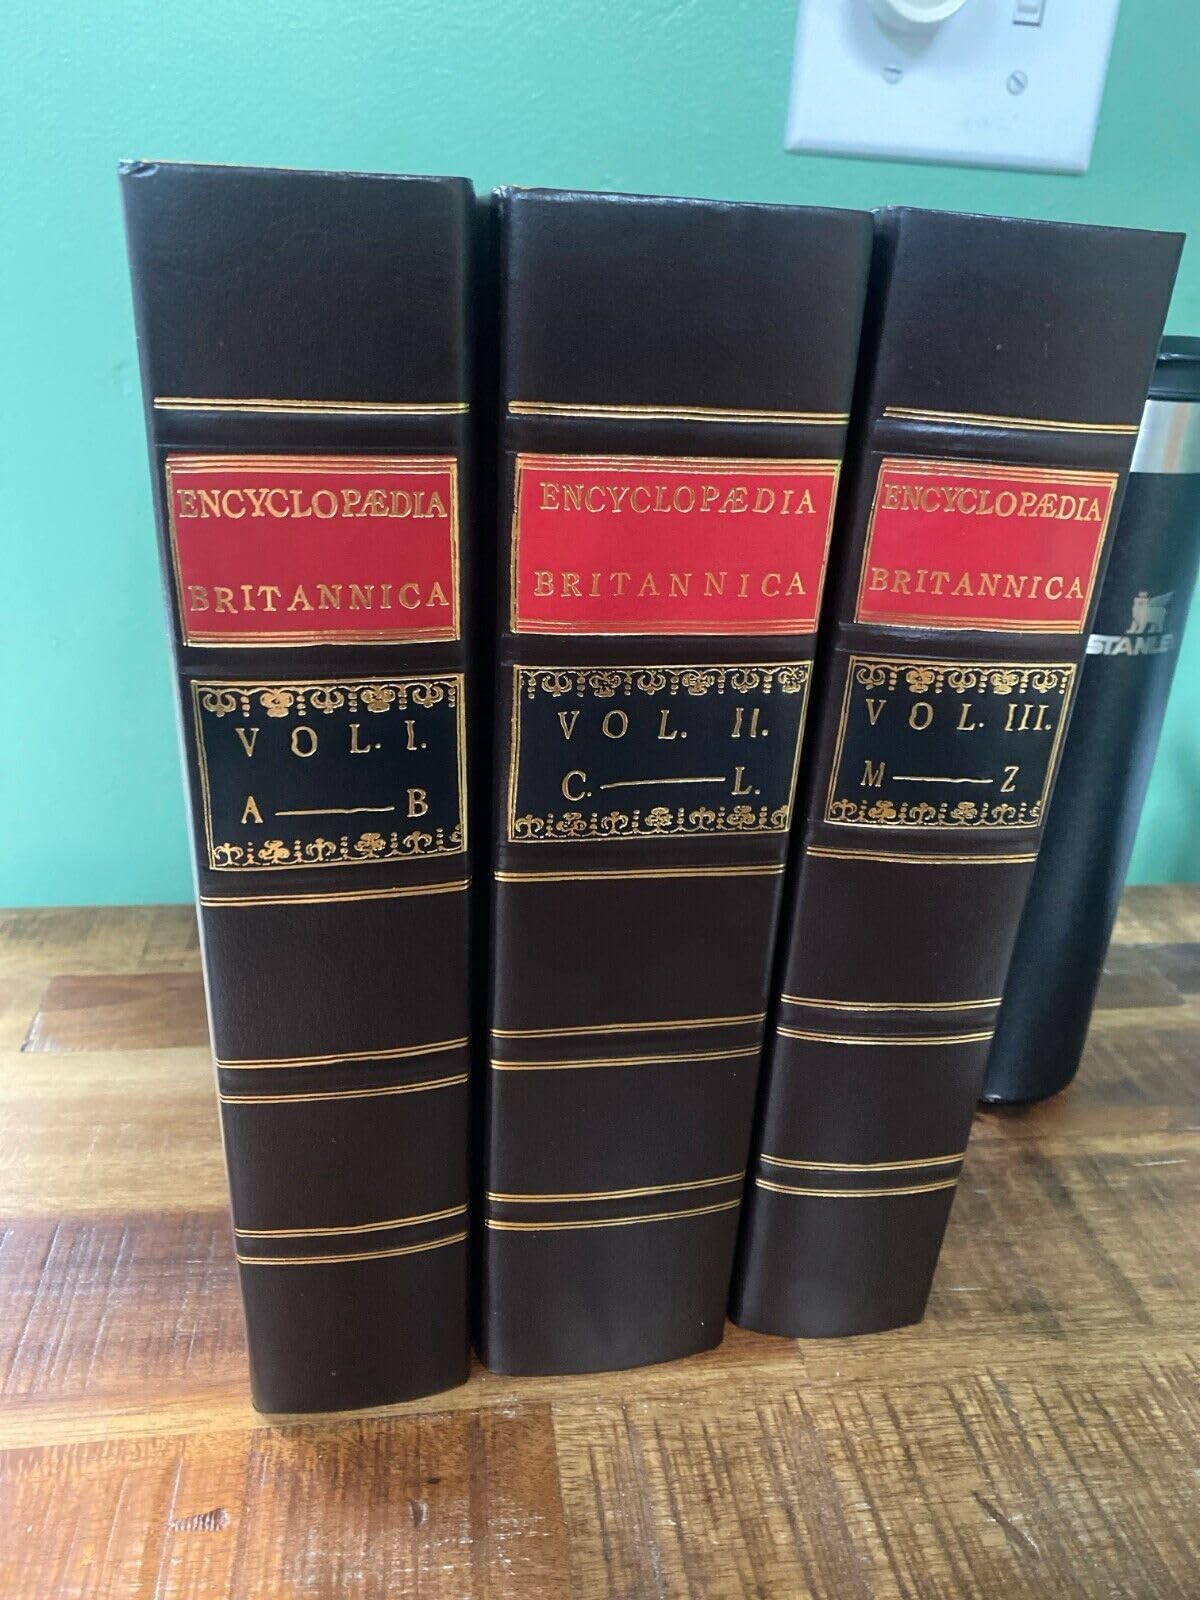 ENCYCLOPÆDIA
BRITANNICA
VOL. I.
A — B
ENCYCLOPÆDIA
BRITANNICA
VOL. II.
C. — L.
ENCYCLOPÆDIA
BRITANNICA
VOL. III.
M — Z
STANLE